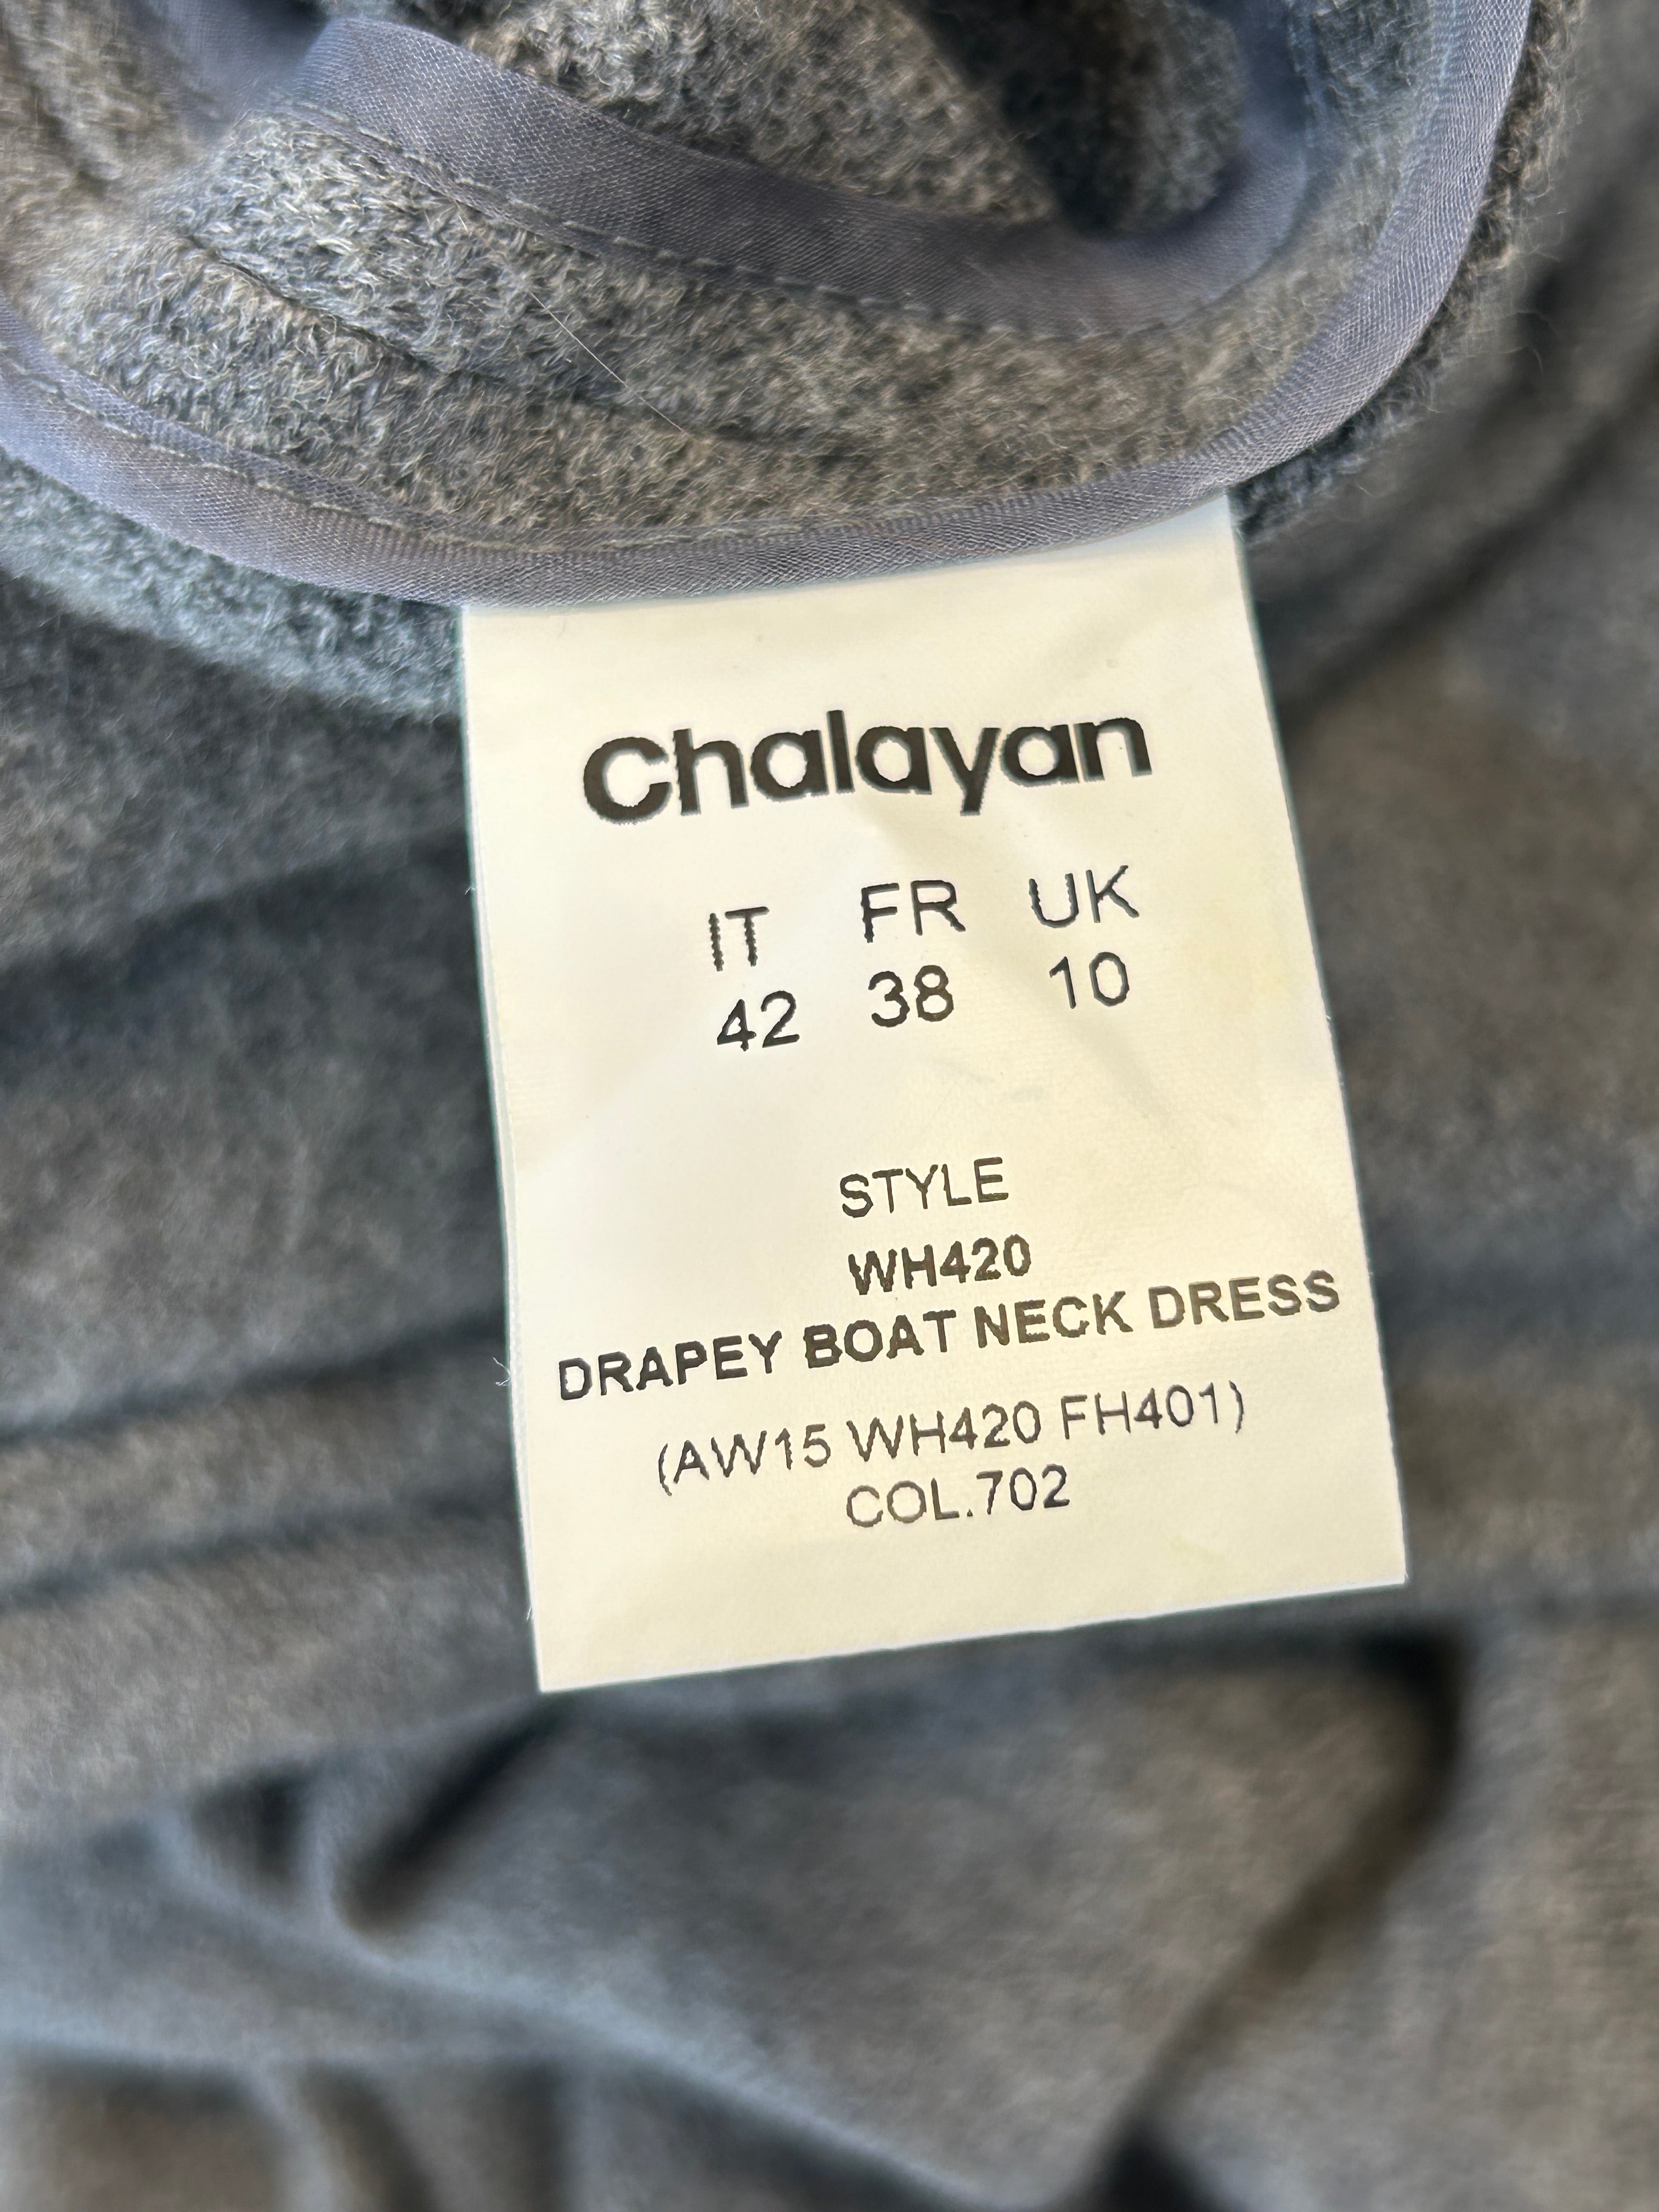 Chalayan
IT FR UK
42 38 10
STYLE
WH420
DRAPEY BOAT NECK DRESS
(AW15 WH420 FH401)
COL.702